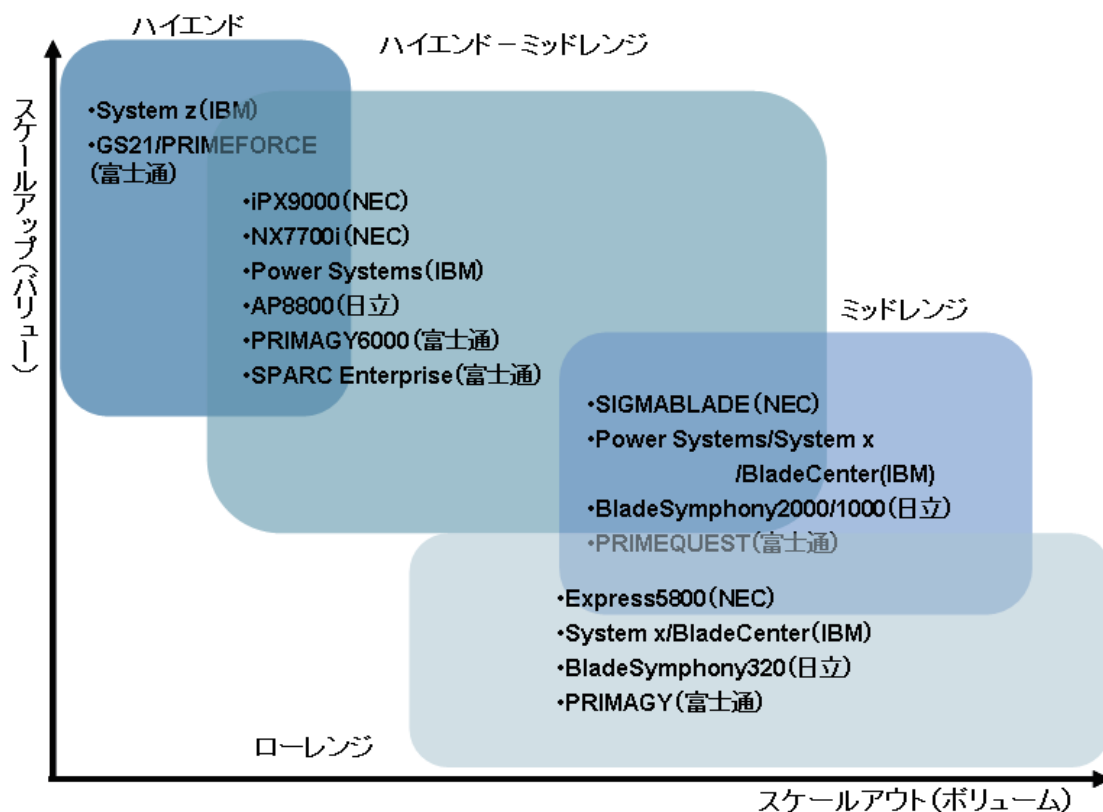 ハイエンド
ハイエンド－ミッドレンジ
スケールアップ(バリュー)
•System z(IBM)
•GS21/PRIMEFORCE
(富士通)
•iPX9000(NEC)
•NX7700i(NEC)
•Power Systems(IBM)
•AP8800(日立)
•PRIMAGY6000(富士通)
•SPARC Enterprise(富士通)
ミッドレンジ
•SIGMABLADE(NEC)
•Power Systems/System x
/BladeCenter(IBM)
•BladeSymphony2000/1000(日立)
•PRIMEQUEST(富士通)
•Express5800(NEC)
•System x/BladeCenter(IBM)
•BladeSymphony320(日立)
•PRIMAGY(富士通)
ローレンジ
スケールアウト(ボリューム)